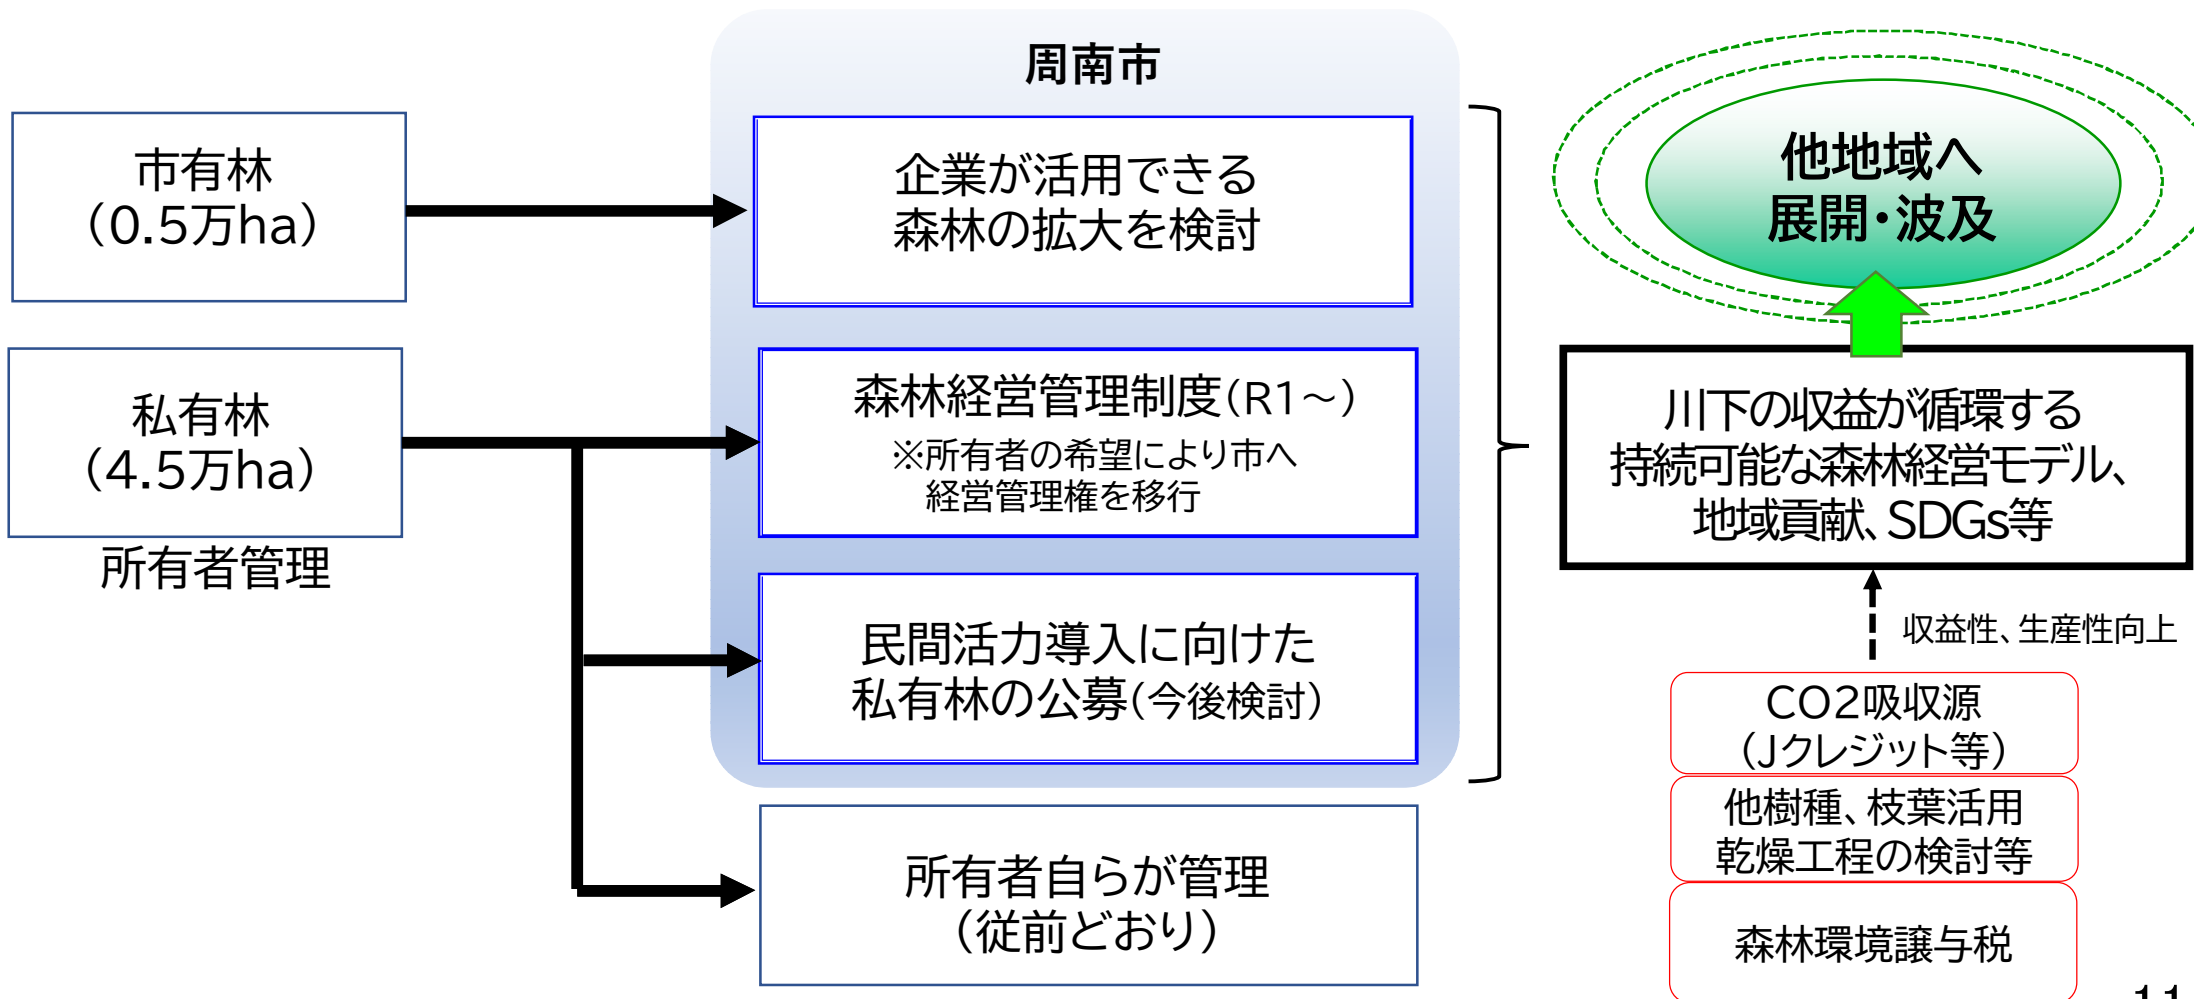 周南市
市有林
（0.5万ha）
企業が活用できる
森林の拡大を検討
私有林
（4.5万ha）
所有者管理
森林経営管理制度（R1～）
※所有者の希望により市へ
経営管理権を移行
民間活力導入に向けた
私有林の公募（今後検討）
所有者自らが管理
（従前どおり）
他地域へ
展開・波及
川下の収益が循環する
持続可能な森林経営モデル、
地域貢献、SDGs等
収益性、生産性向上
CO2吸収源
（Jクレジット等）
他樹種、枝葉活用
乾燥工程の検討等
森林環境譲与税
11